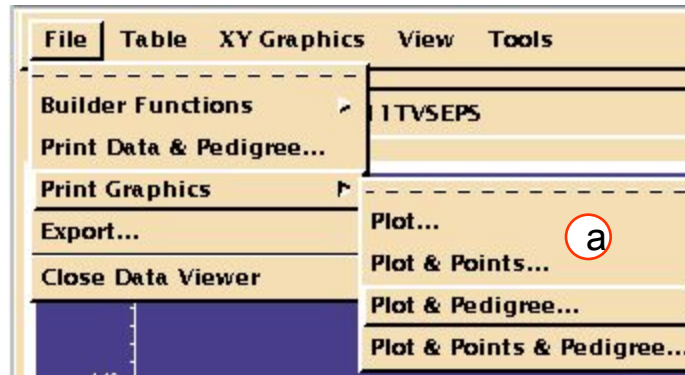 File Table XY Graphics View Tools
Builder Functions
11TVSEPS
Print Data & Pedigree...
Print Graphics
Export...
Plot...
a
Plot & Points...
Close Data Viewer
Plot & Pedigree...
Plot & Points & Pedigree...